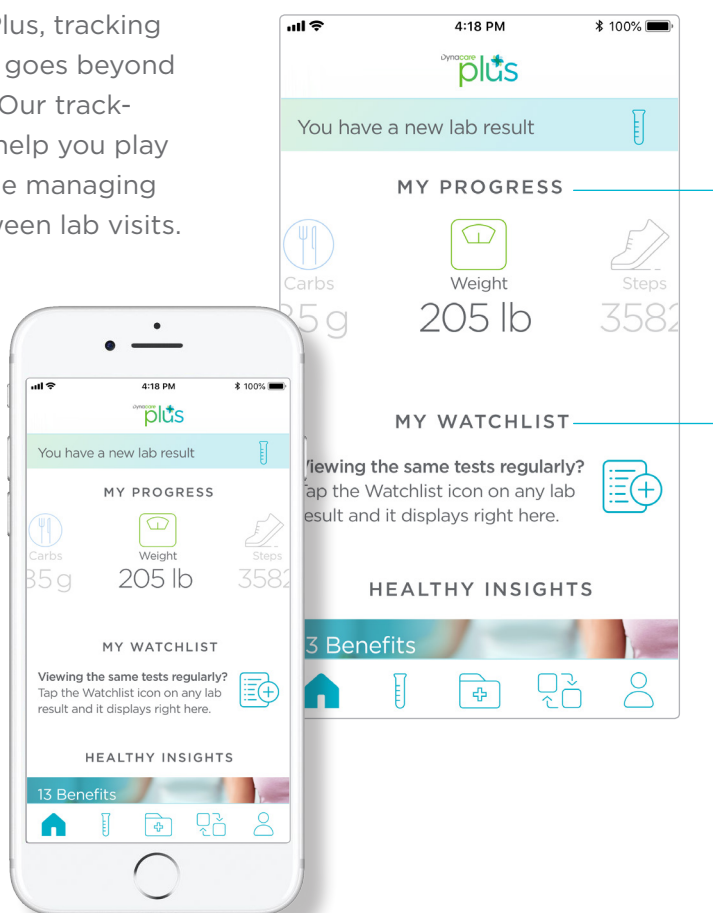 Plus, tracking
goes beyond
Our track-
help you play
managing
lab visits.
4:18 PM 100%
Dynacare
plus
You have a new lab result
MY PROGRESS
Carbs Weight Steps
5 g 205 lb 3582
MY WATCHLIST
Viewing the same tests regularly?
Tap the Watchlist icon on any lab
result and it displays right here.
HEALTHY INSIGHTS
13 Benefits
4:18 PM 100%
Dynacare
plus
You have a new lab result
MY PROGRESS
Carbs Weight Steps
35 g 205 lb 3582
MY WATCHLIST
Viewing the same tests regularly?
Tap the Watchlist icon on any lab
result and it displays right here.
HEALTHY INSIGHTS
13 Benefits